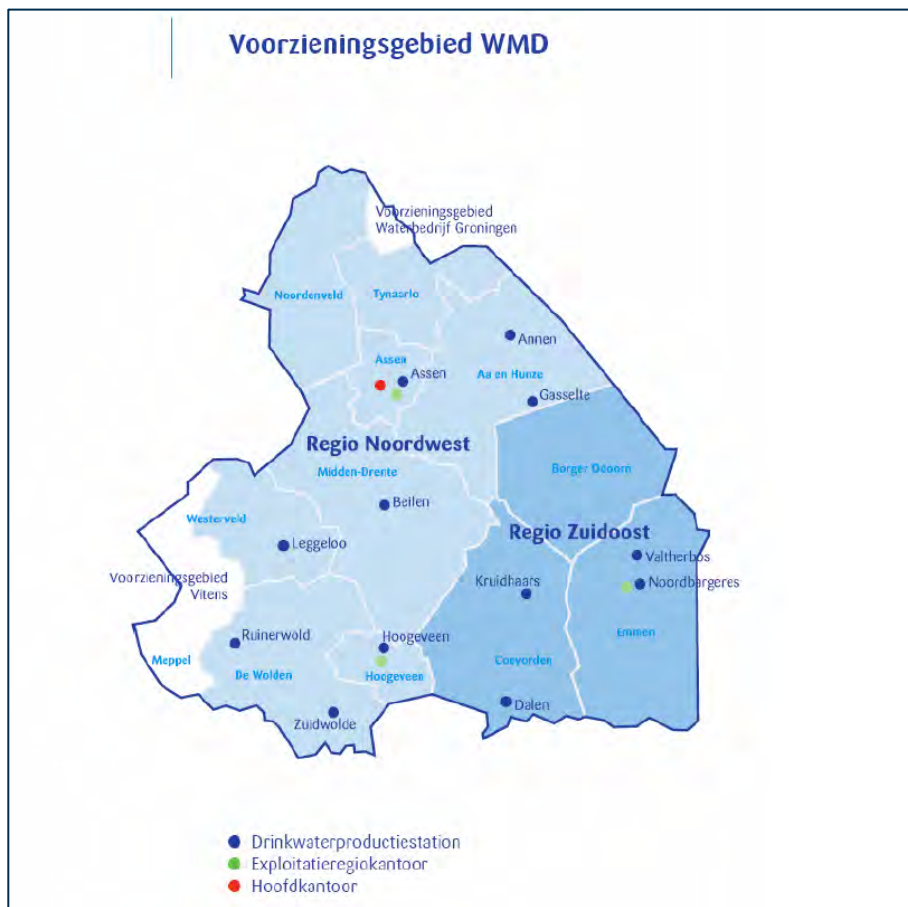 Voorzieningsgebied WMD
Voorzieningsgebied
Waterbedrijf Groningen
Noordenveld
Tynaarlo
Annen
Assen
Assen
Aa en Hunze
Gasselte
Regio Noordwest
Midden-Drente
Borger Odoorn
Beilen
Westerveld
Regio Zuidoost
Leggeloo
Valtherbos
Voorzieningsgebied
Vitens
Kruidhaars
Noordbargeres
Ruinerwold
Hoogeveen
Emmen
Meppel
De Wolden
Hoogeveen
Coevorden
Zuidwolde
Dalen
Drinkwaterproductiestation
Exploitatieregiokantoor
Hoofdkantoor